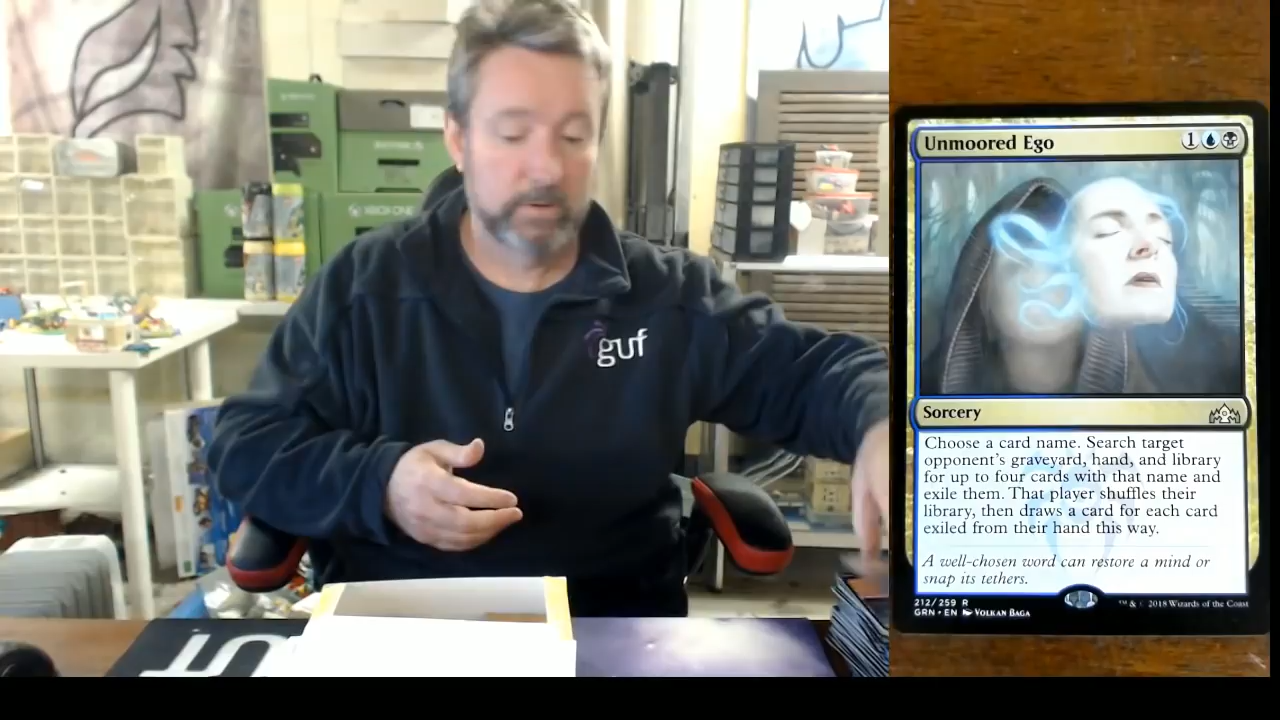 XBOX ONE
guf
Unmoored Ego 1
Sorcery
Choose a card name. Search target
opponent's graveyard, hand, and library
for up to four cards with that name and
exile them. That player shuffles their
library, then draws a card for each card
exiled from their hand this way.
A well-chosen word can restore a mind or
snap its tethers.
212/259 R
GRN • EN VOLKAN BAGA
™ & © 2018 Wizards of the Coast